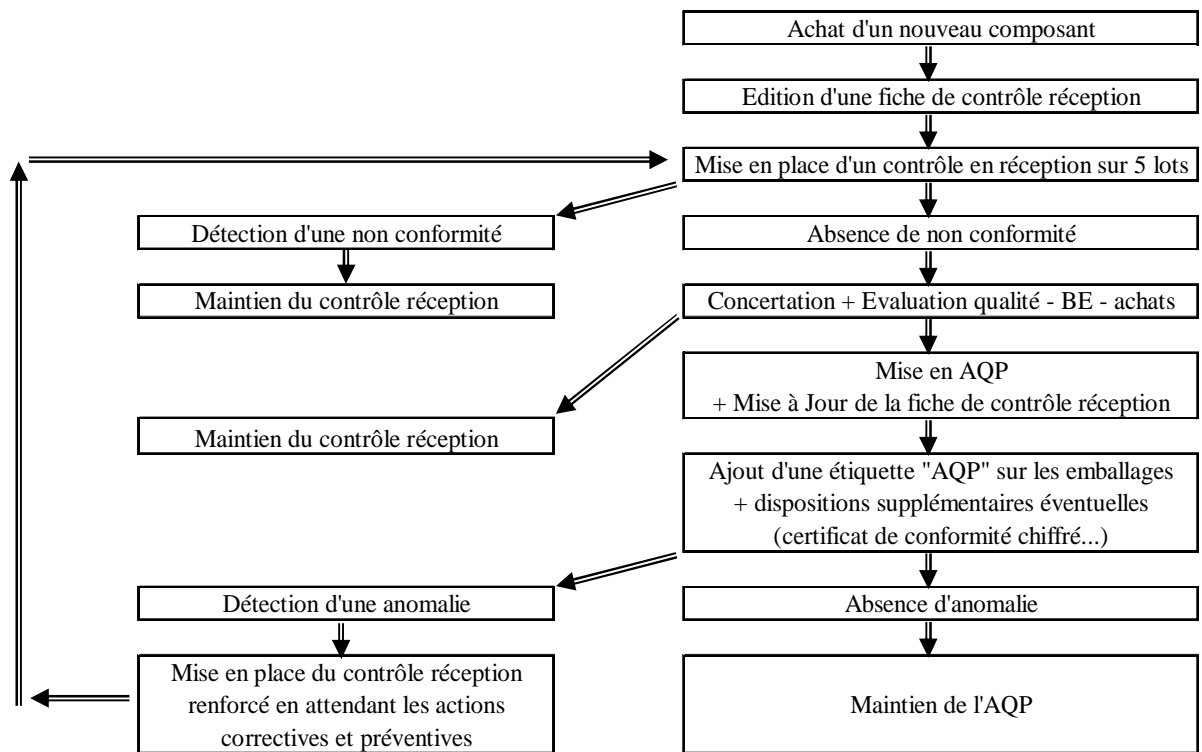 Achat d'un nouveau composant
Edition d'une fiche de contrôle réception
Mise en place d'un contrôle en réception sur 5 lots
Détection d'une non conformité
Absence de non conformité
Maintien du contrôle réception
Concertation + Evaluation qualité - BE - achats
Mise en AQP
+ Mise à Jour de la fiche de contrôle réception
Maintien du contrôle réception
Ajout d'une étiquette "AQP" sur les emballages
+ dispositions supplémentaires éventuelles
(certificat de conformité chiffré...)
Détection d'une anomalie
Absence d'anomalie
Mise en place du contrôle réception
renforcé en attendant les actions
correctives et préventives
Maintien de l'AQP